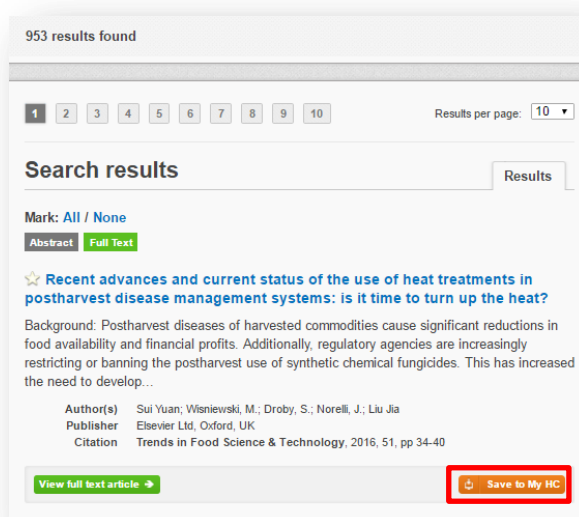 953 results found
1 2 3 4 5 6 7 8 9 10 Results per page: 10
Search results Results
Mark: All / None
Abstract Full Text
Recent advances and current status of the use of heat treatments in
postharvest disease management systems: is it time to turn up the heat?
Background: Postharvest diseases of harvested commodities cause significant reductions in
food availability and financial profits. Additionally, regulatory agencies are increasingly
restricting or banning the postharvest use of synthetic chemical fungicides. This has increased
the need to develop...
Author(s) Sui Yuan; Wisniewski, M.; Droby, S.; Norelli, J.; Liu Jia
Publisher Elsevier Ltd, Oxford, UK
Citation Trends in Food Science & Technology, 2016, 51, pp 34-40
View full text article Save to My HC